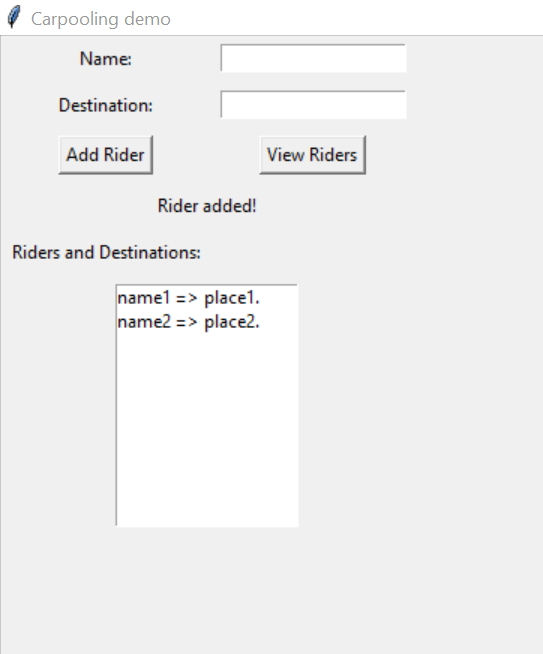 Carpooling demo
Name:
Destination:
Add Rider View Riders
Rider added!
Riders and Destinations:
name1 => place1.
name2 => place2.